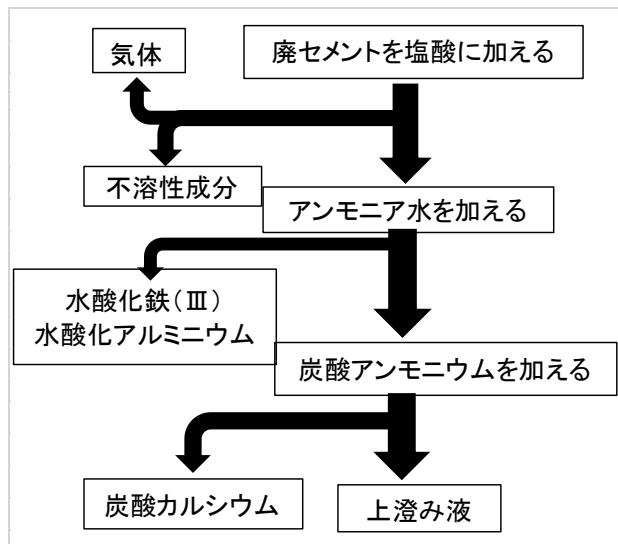 気体
廃セメントを塩酸に加える
不溶性成分
アンモニア水を加える
水酸化鉄(Ⅲ)
水酸化アルミニウム
炭酸アンモニウムを加える
炭酸カルシウム
上澄み液